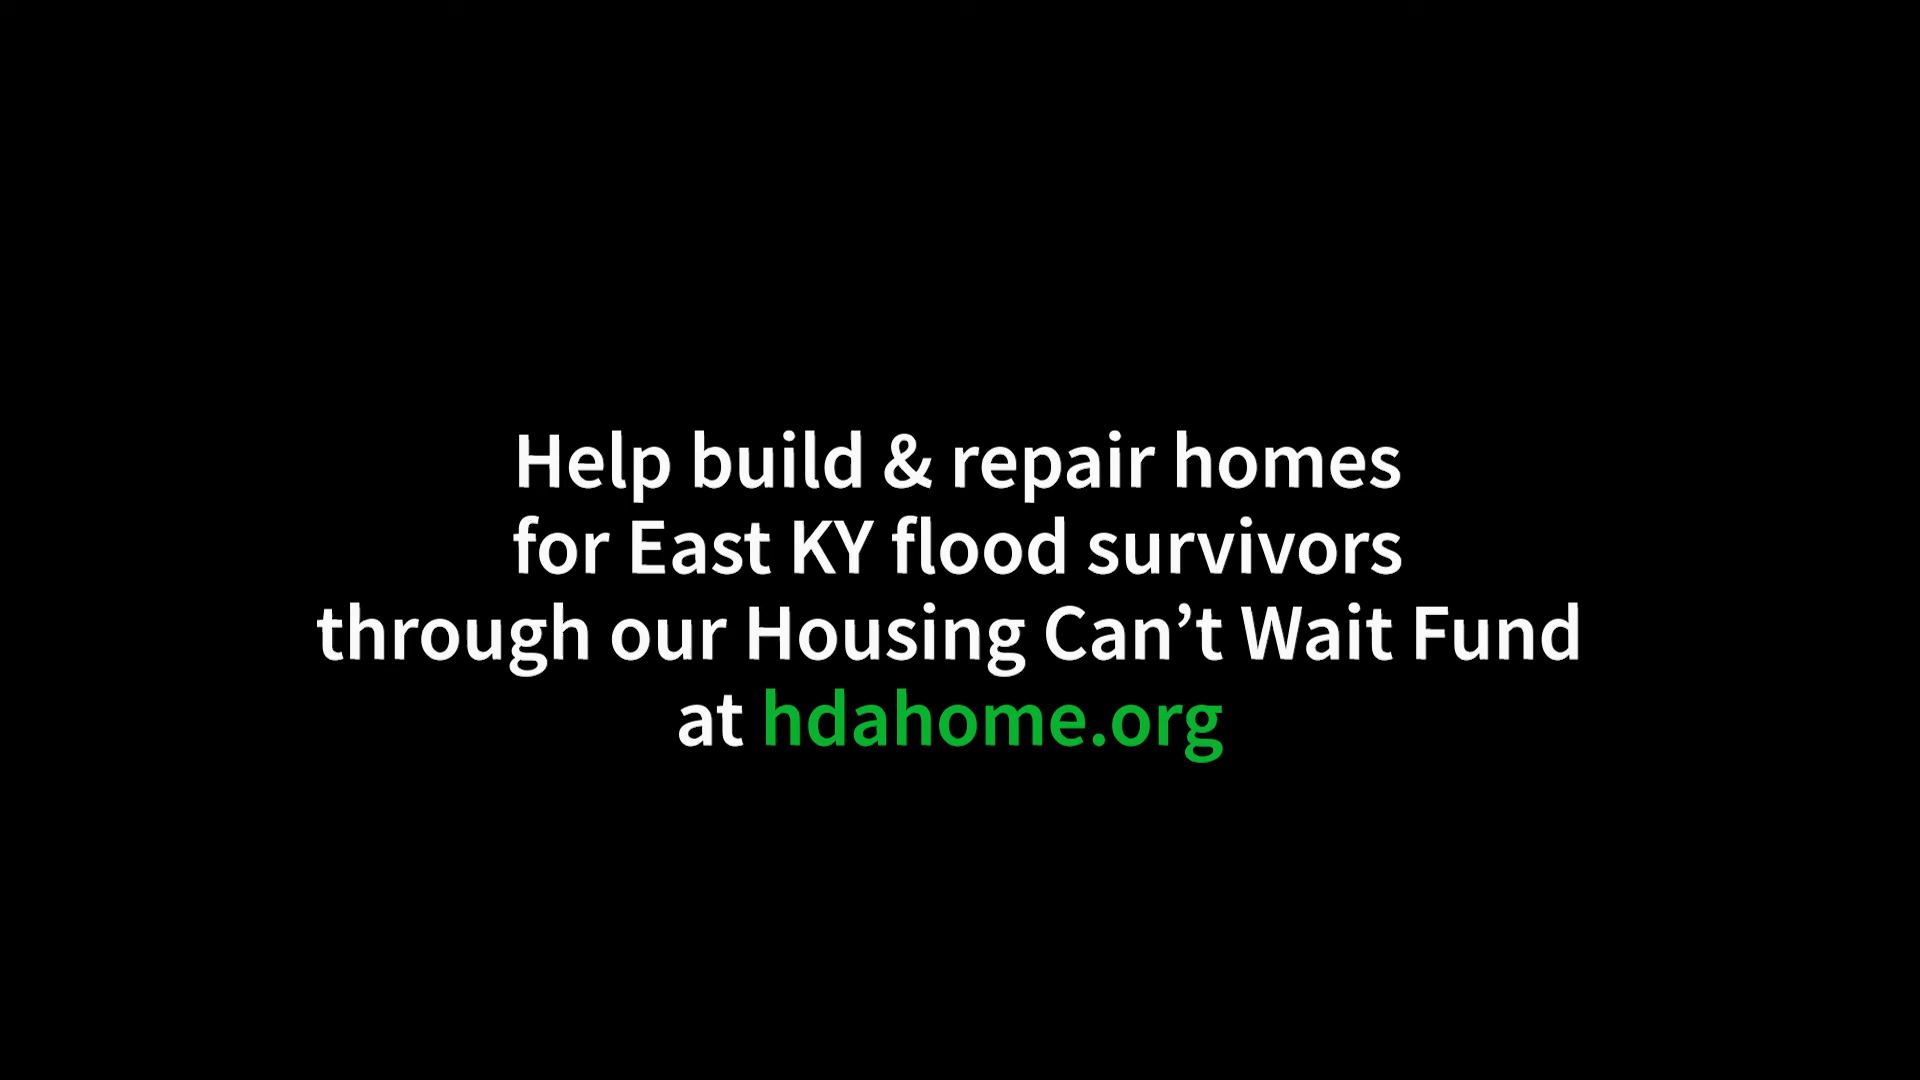 Help build & repair homes
for East KY flood survivors
through our Housing Can’t Wait Fund
at hdahome.org